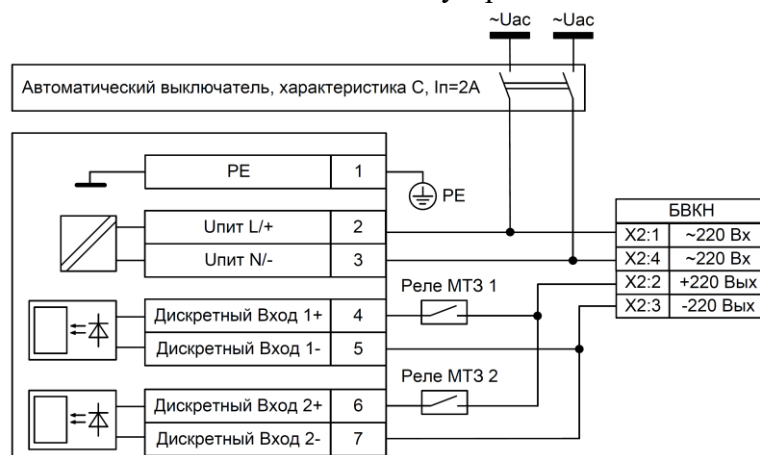 ~Uac ~Uac
Автоматический выключатель, характеристика С, Iп=2А
PE 1
PE
Uпит L/+ 2
Uпит N/- 3
БВКН
X2:1 ~220 Вх
X2:4 ~220 Вх
X2:2 +220 Вых
X2:3 -220 Вых
Реле МТЗ 1
Дискретный Вход 1+ 4
Дискретный Вход 1- 5
Реле МТЗ 2
Дискретный Вход 2+ 6
Дискретный Вход 2- 7